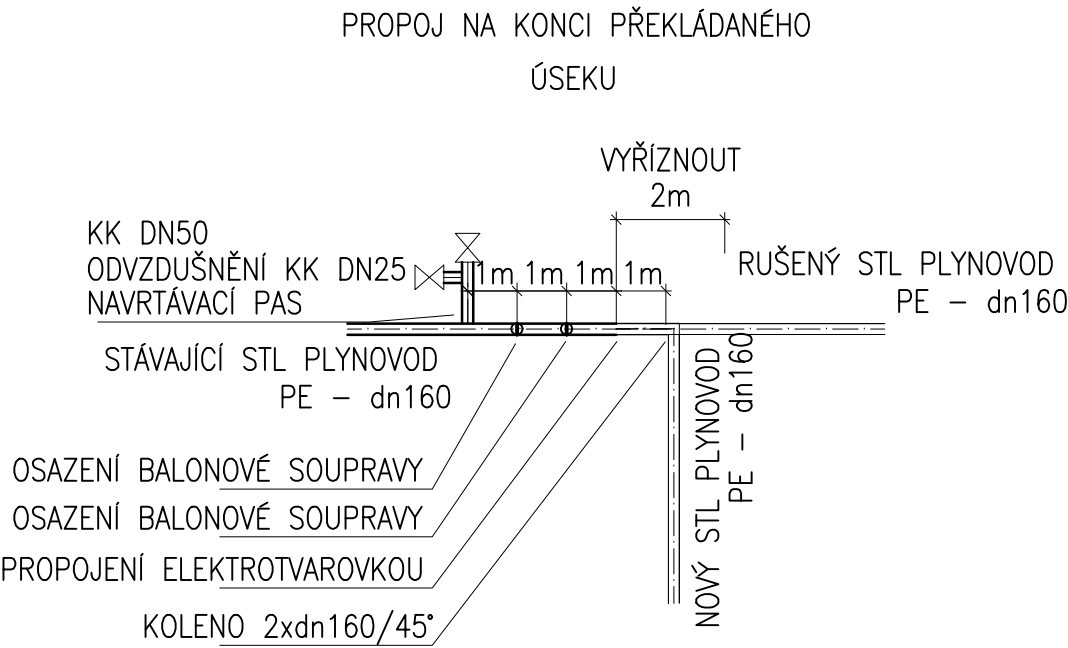 PROPOJ NA KONCI PŘEKLÁDANÉHO
ÚSEKU
VYŘÍZNOUT
2m
KK DN50
ODVZDUŠNĚNÍ KK DN25
NAVRTÁVACÍ PAS
1m 1m 1m 1m
RUŠENÝ STL PLYNOVOD
PE – dn160
STÁVAJÍCÍ STL PLYNOVOD
PE – dn160
NOVÝ STL PLYNOVOD
PE – dn160
OSAZENÍ BALONOVÉ SOUPRAVY
OSAZENÍ BALONOVÉ SOUPRAVY
PROPOJENÍ ELEKTROTVAROVKOU
KOLENO 2xdn160/45°